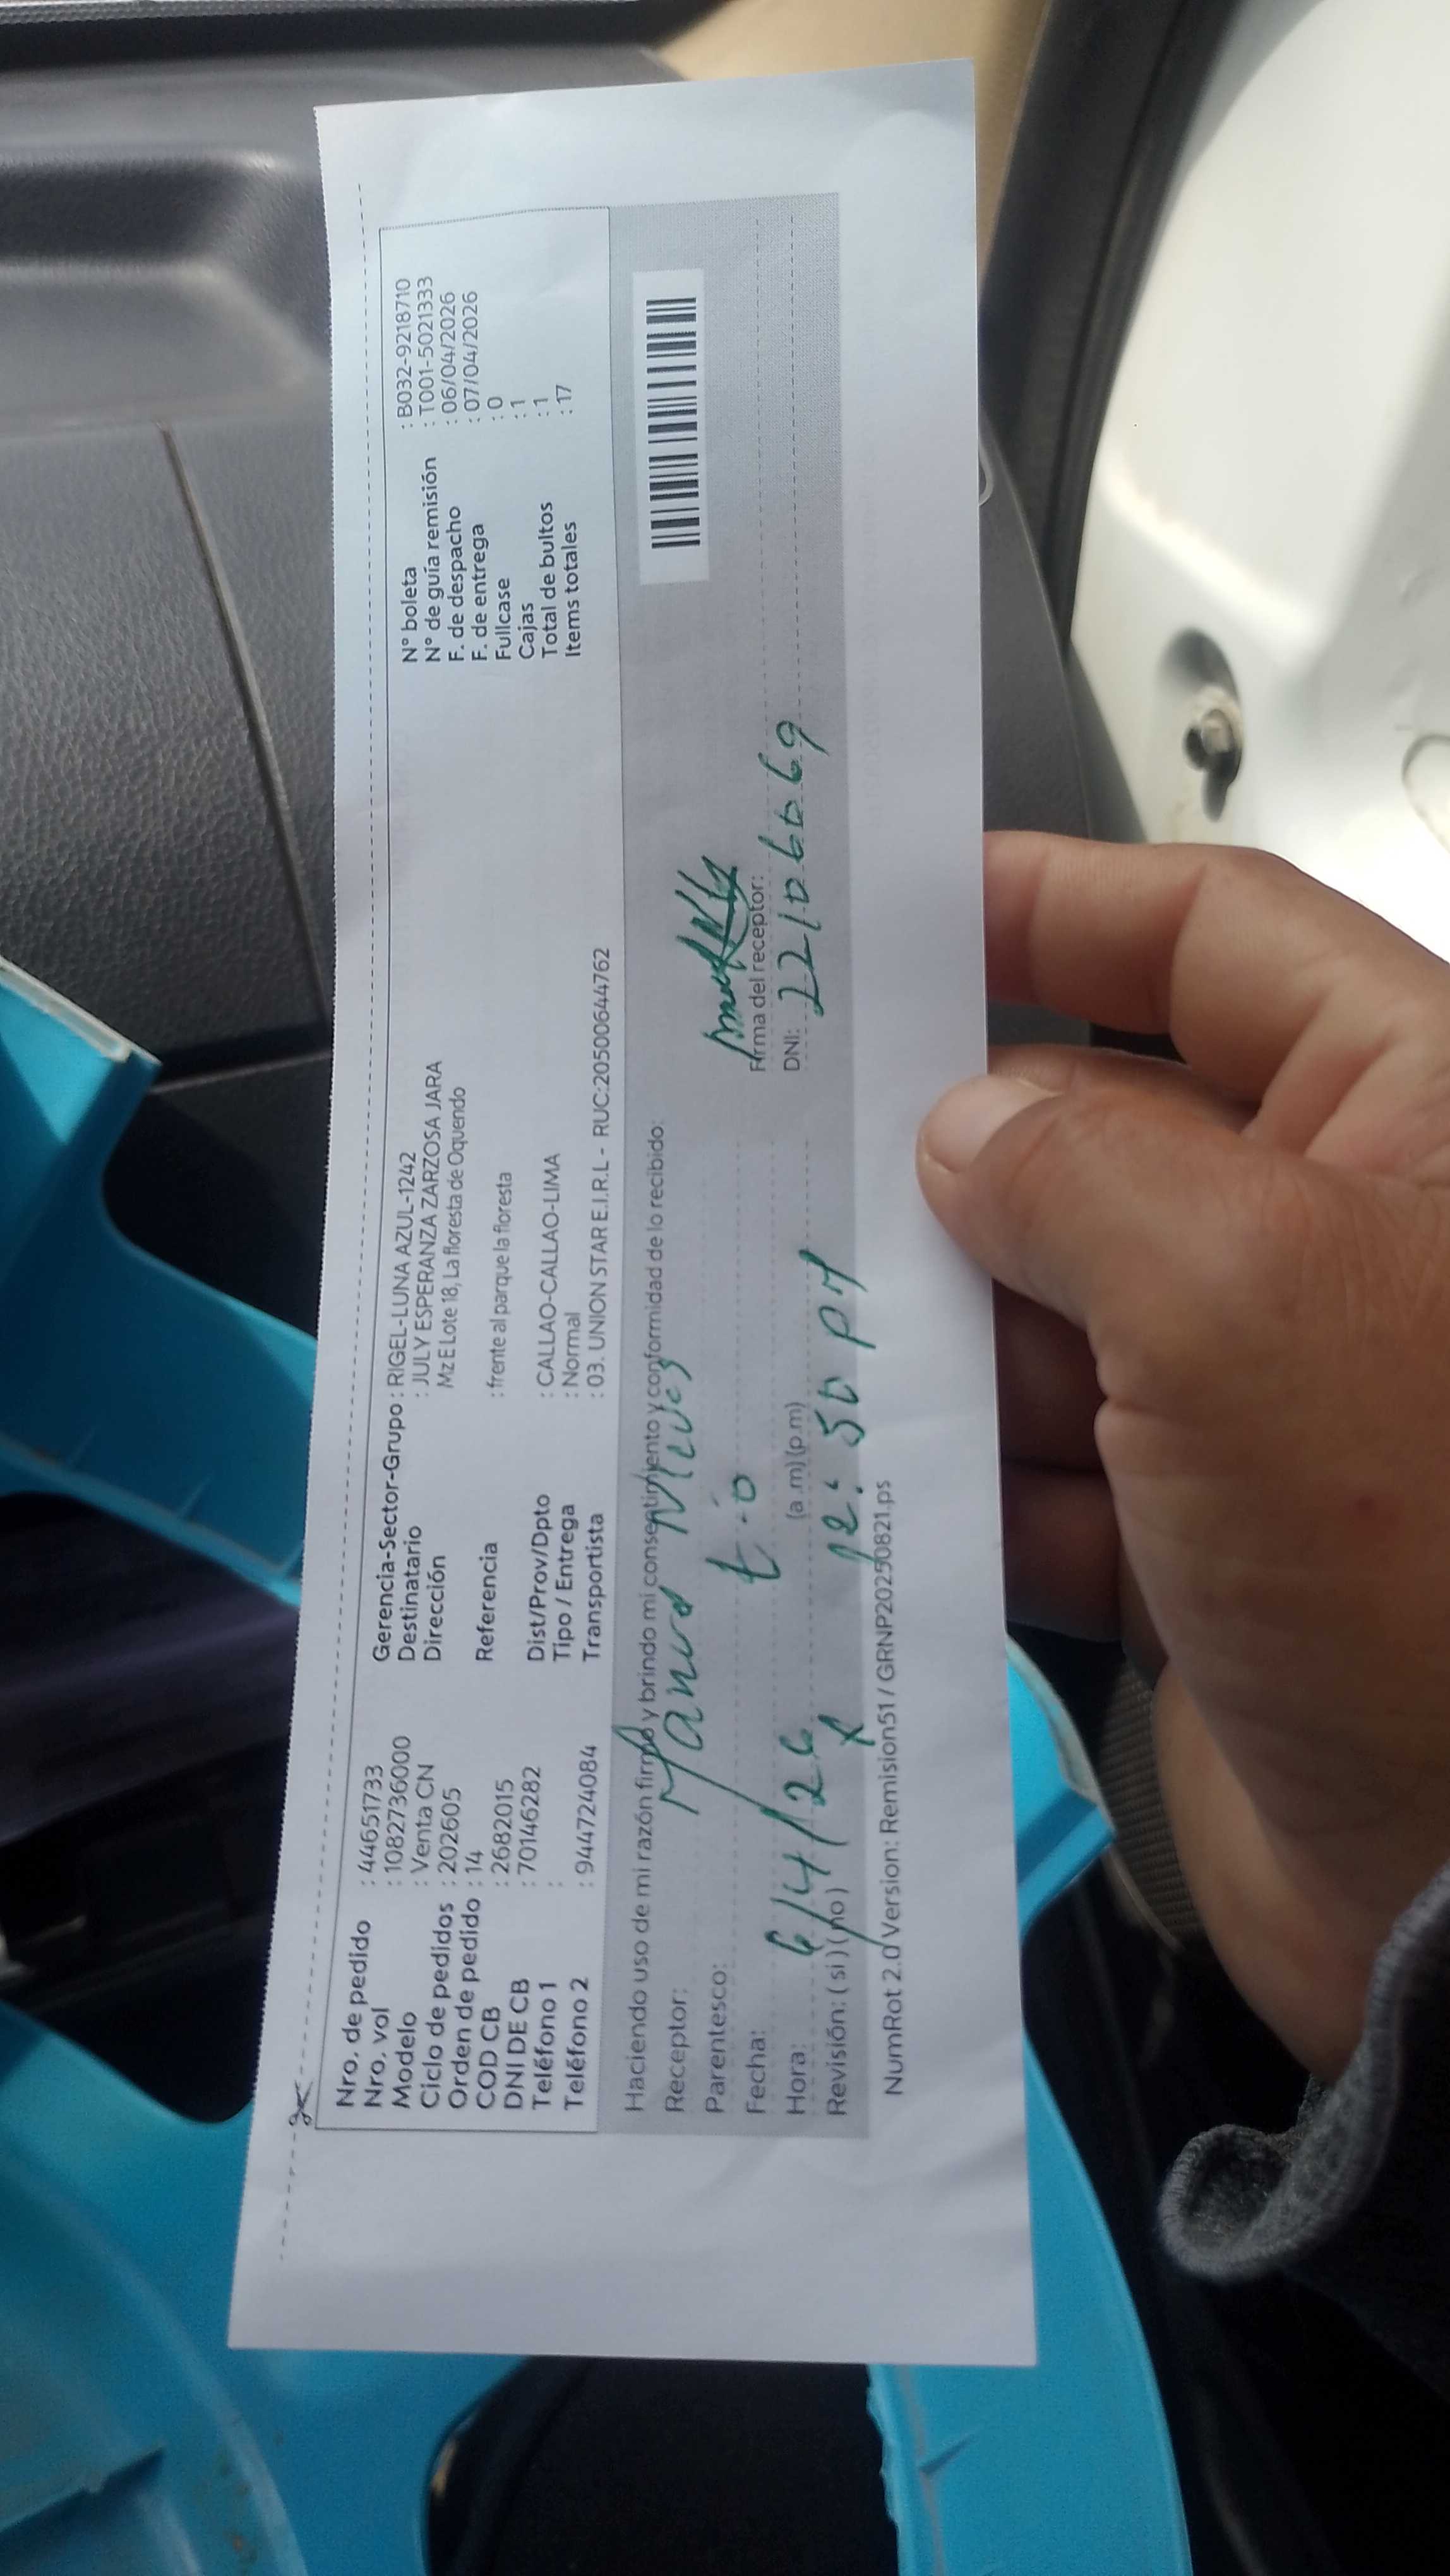 Nro. de pedido : 44651733
Nro. vol : 1082736000
Modelo : Venta CN
Ciclo de pedidos : 202605
Orden de pedido : 14
COD CB : 2682015
DNI DE CB : 70146282
Teléfono 1 :
Teléfono 2 : 944724084
Gerencia-Sector-Grupo : RIGEL-LUNA AZUL-1242
Destinatario : JULY ESPERANZA ZARZOSA JARA
Dirección Mz E Lote 18, La floresta de Oquendo
Referencia : frente al parque la floresta
Dist/Prov/Dpto : CALLAO-CALLAO-LIMA
Tipo / Entrega : Normal
Transportista : 03. UNION STAR E.I.R.L - RUC:20500644762
N° boleta : B032-9218710
N° de guía remisión : T001-5021333
F. de despacho : 06/04/2026
F. de entrega : 07/04/2026
Fullcase : 0
Cajas : 1
Total de bultos : 1
Items totales : 17
Haciendo uso de mi razón firmo y brindo mi consentimiento y conformidad de lo recibido:
Receptor:
Parentesco: tio
Fecha: 6/4/26
Hora: (a.m) (p.m) 12:50 PM
Revisión: (si) (no) x
Firma del receptor:
DNI: 22106669
NumRot 2.0 Version: Remision51 / GRNP20250821.ps